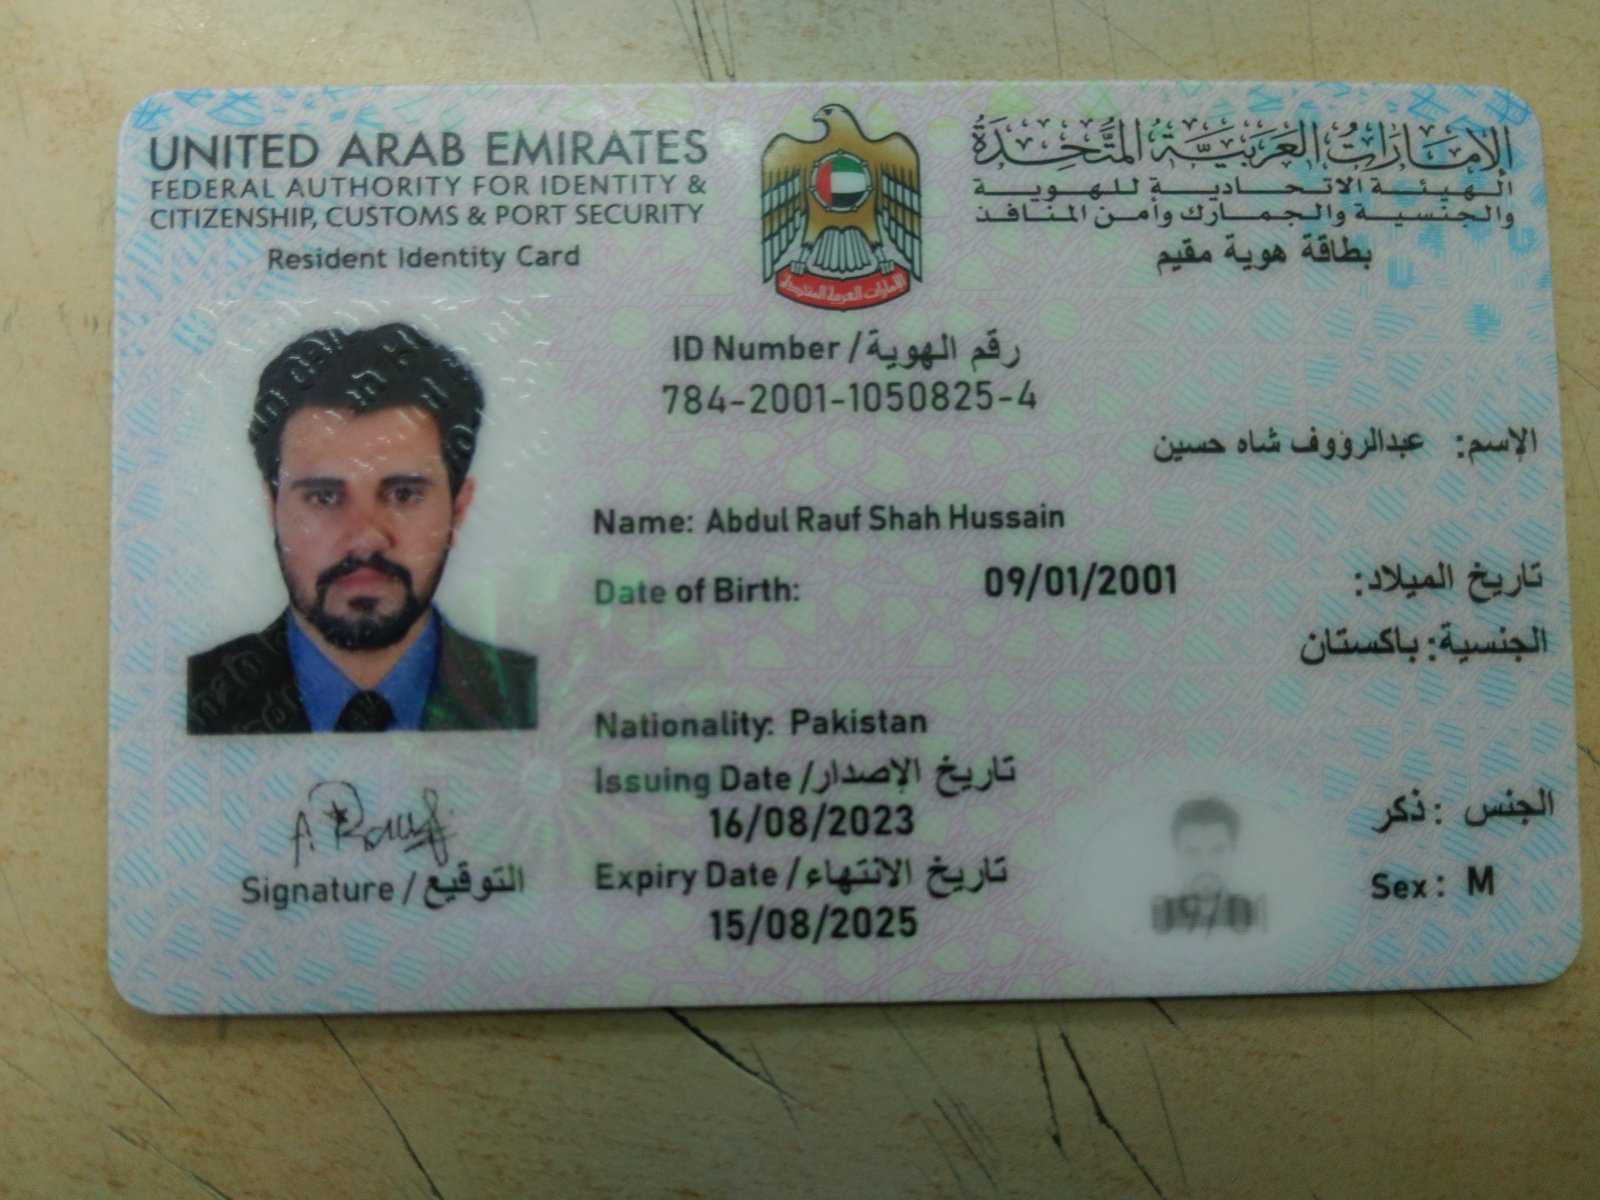 UNITED ARAB EMIRATES
FEDERAL AUTHORITY FOR IDENTITY &
CITIZENSHIP, CUSTOMS & PORT SECURITY
Resident Identity Card
الإمارات العربية المتحدة
الهيئة الاتحادية للهوية
والجنسية والجمارك وأمن المنافذ
بطاقة هوية مقيم
ID Number / رقم الهوية
784-2001-1050825-4
الإسم: عبدالرؤوف شاه حسين
Name: Abdul Rauf Shah Hussain
Date of Birth: 09/01/2001 تاريخ الميلاد:
الجنسية: باكستان
Nationality: Pakistan
Issuing Date / تاريخ الإصدار
16/08/2023
الجنس : ذكر
Expiry Date / تاريخ الانتهاء
15/08/2025
Sex : M
A. Rauf
Signature / التوقيع